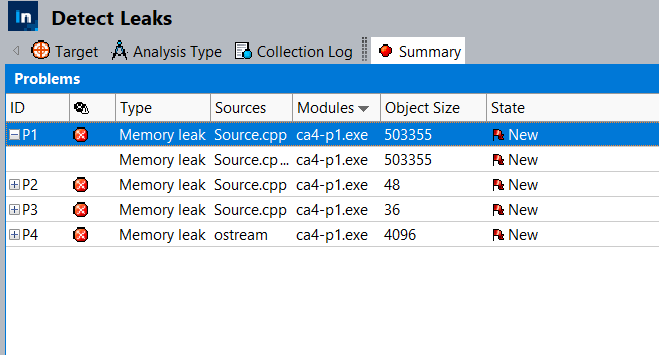 In Detect Leaks
Target Analysis Type Collection Log Summary
Problems
ID Type Sources Modules Object Size State
P1 Memory leak Source.cpp ca4-p1.exe 503355 New
Memory leak Source.cp... ca4-p1.exe 503355 New
P2 Memory leak Source.cpp ca4-p1.exe 48 New
P3 Memory leak Source.cpp ca4-p1.exe 36 New
P4 Memory leak ostream ca4-p1.exe 4096 New